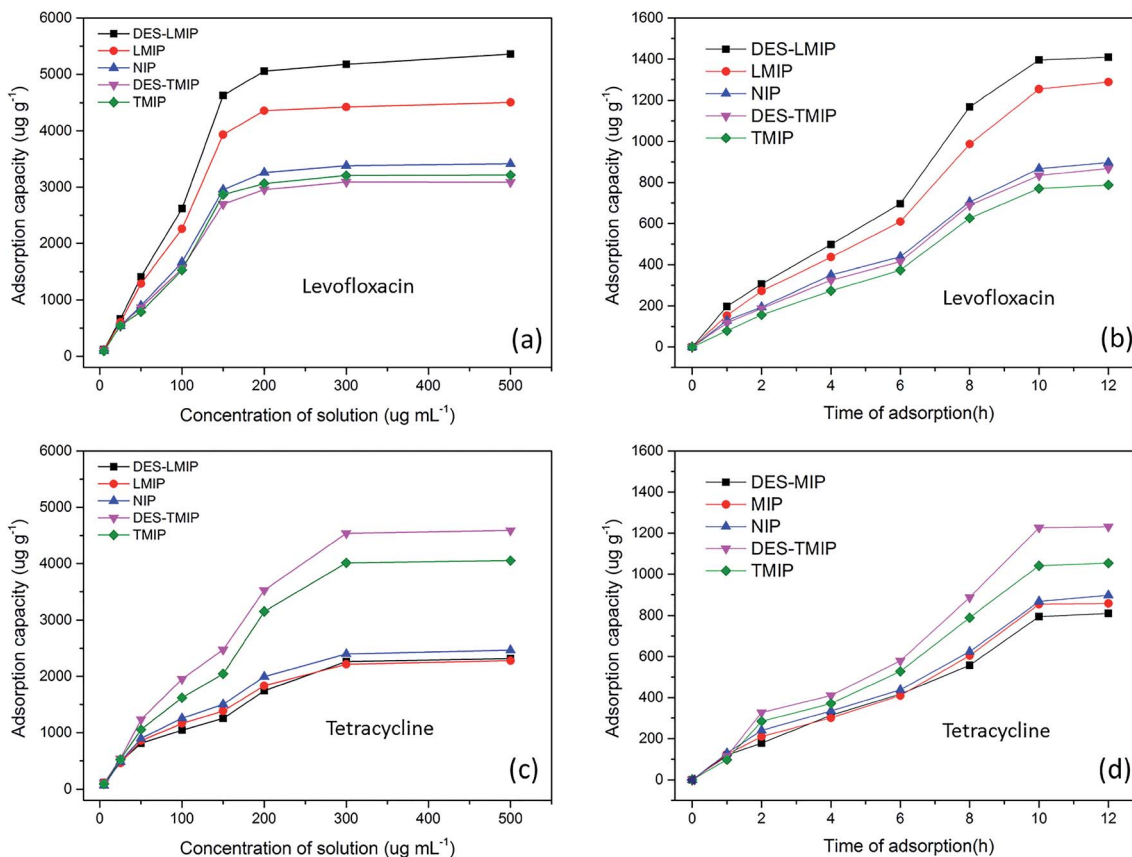 6000
5000
4000
3000
2000
1000
0
Adsorption capacity (ug g⁻¹)
DES-LMIP
LMIP
NIP
DES-TMIP
TMIP
Levofloxacin
(a)
0 100 200 300 400 500
Concentration of solution (ug mL⁻¹)
1600
1400
1200
1000
800
600
400
200
0
Adsorption capacity (ug g⁻¹)
DES-LMIP
LMIP
NIP
DES-TMIP
TMIP
Levofloxacin
(b)
0 2 4 6 8 10 12
Time of adsorption(h)
6000
5000
4000
3000
2000
1000
0
Adsorption capacity (ug g⁻¹)
DES-LMIP
LMIP
NIP
DES-TMIP
TMIP
Tetracycline
(c)
0 100 200 300 400 500
Concentration of solution (ug mL⁻¹)
1600
1400
1200
1000
800
600
400
200
0
Adsorption capacity (ug g⁻¹)
DES-MIP
MIP
NIP
DES-TMIP
TMIP
Tetracycline
(d)
0 2 4 6 8 10 12
Time of adsorption(h)